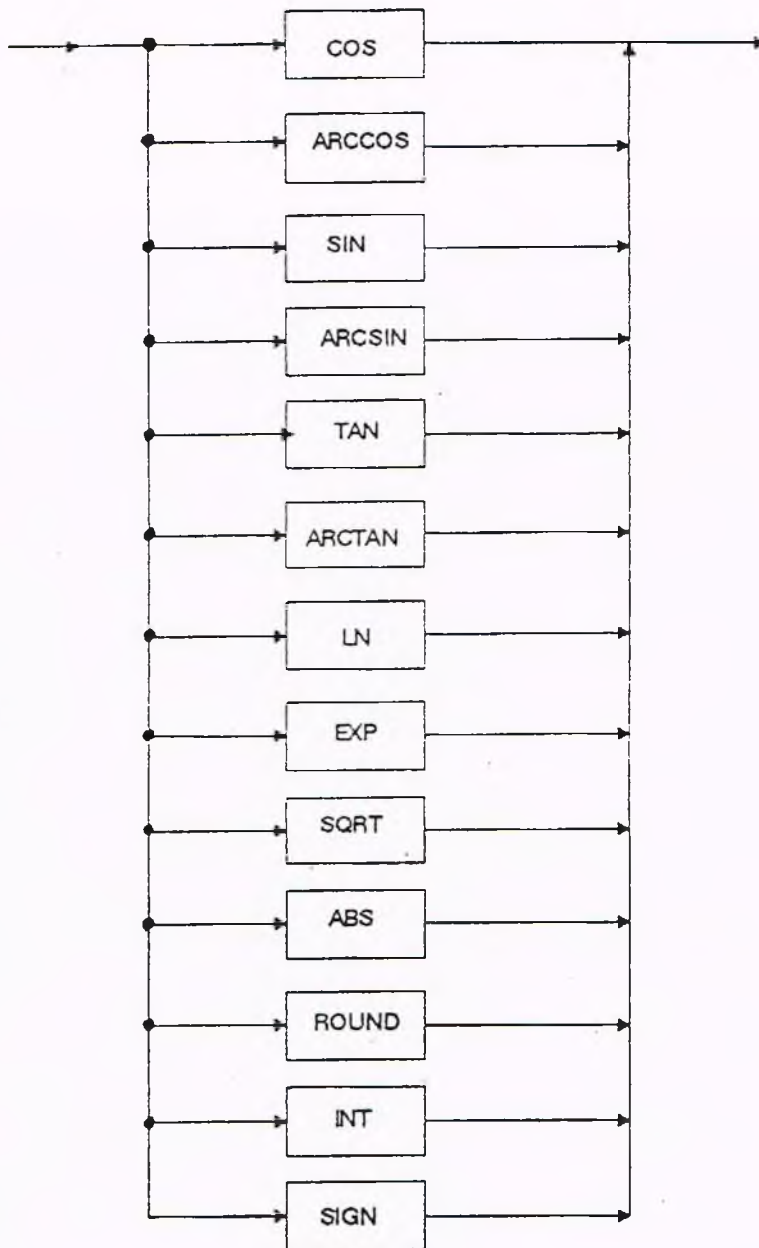 COS
ARCCOS
SIN
ARCSIN
TAN
ARCTAN
LN
EXP
SQRT
ABS
ROUND
INT
SIGN